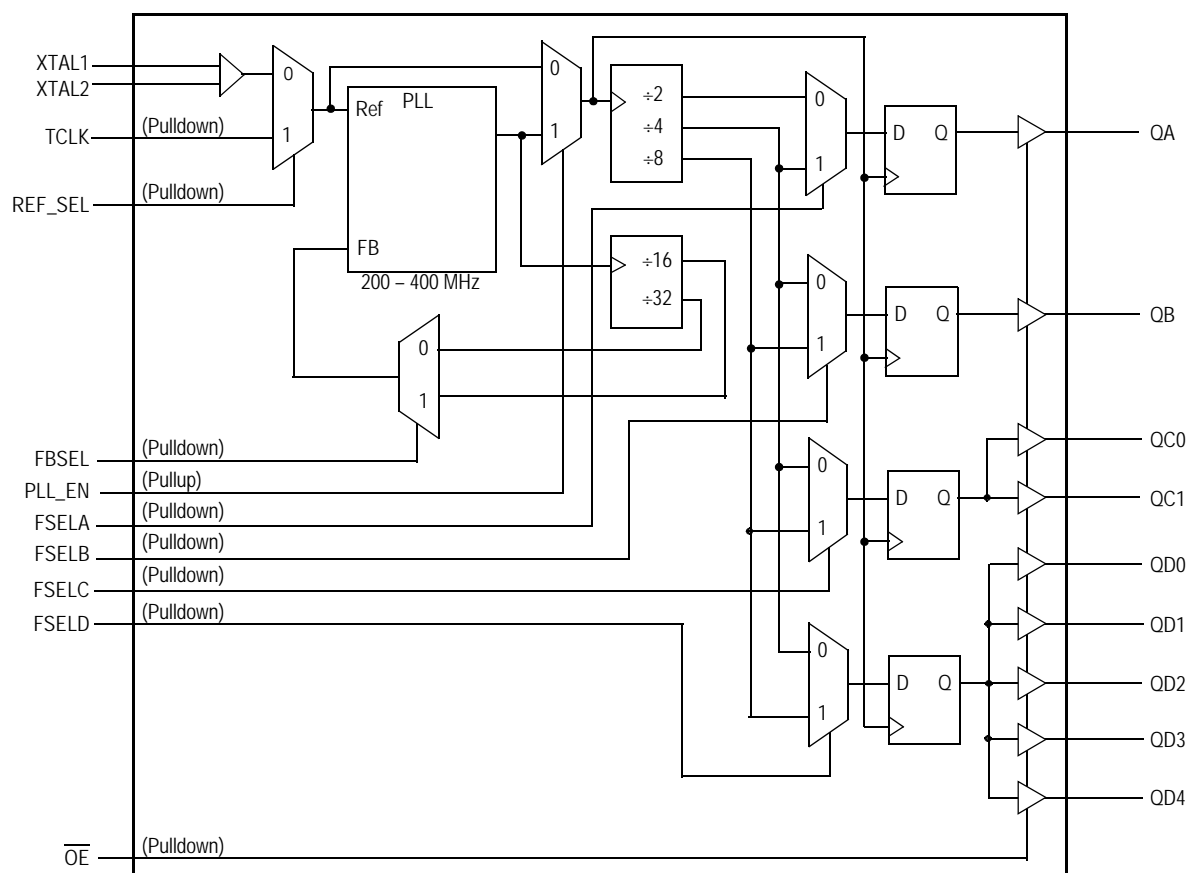 XTAL1
XTAL2
TCLK
(Pulldown)
REF_SEL
(Pulldown)
0
1
Ref
PLL
FB
200 – 400 MHz
0
1
÷2
÷4
÷8
÷16
÷32
0
1
0
1
D
Q
QA
0
1
D
Q
QB
FBSEL
(Pulldown)
PLL_EN
(Pullup)
FSELA
(Pulldown)
FSELB
(Pulldown)
FSELC
(Pulldown)
FSELD
(Pulldown)
0
1
D
Q
QC0
QC1
0
1
D
Q
QD0
QD1
QD2
QD3
QD4
O̅E̅
(Pulldown)